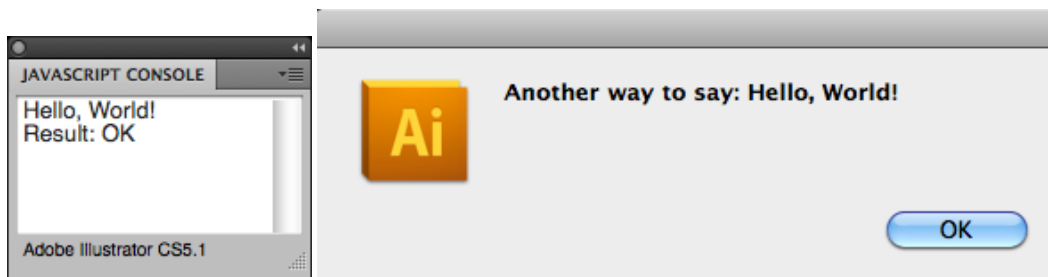 JAVASCRIPT CONSOLE
Hello, World!
Result: OK
Adobe Illustrator CS5.1
Ai
Another way to say: Hello, World!
OK